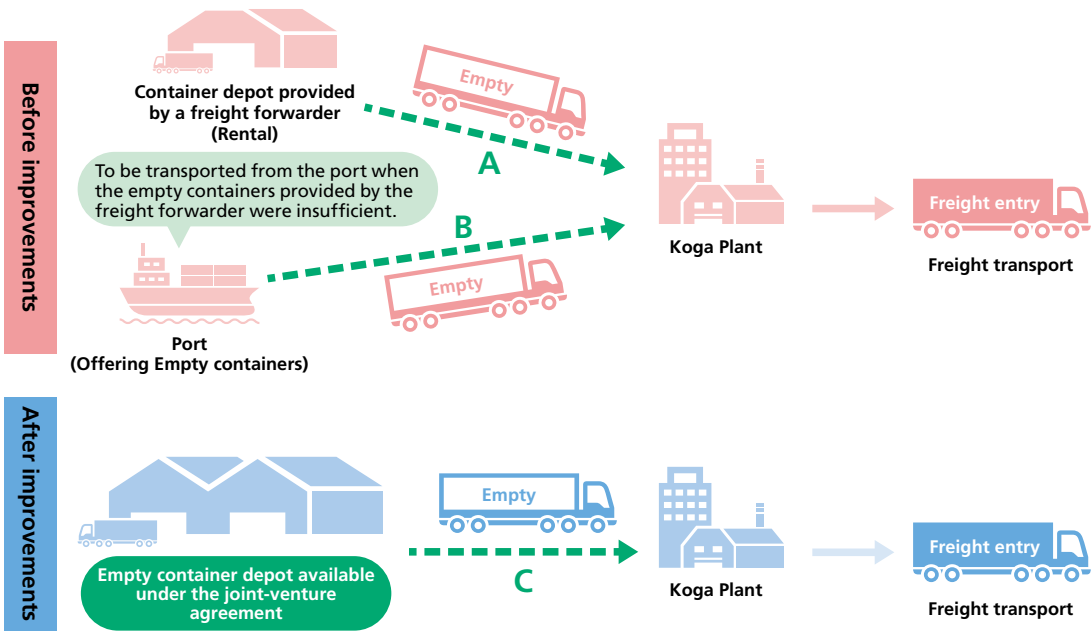 Before improvements
Container depot provided
by a freight forwarder
(Rental)
Empty
A
To be transported from the port when
the empty containers provided by the
freight forwarder were insufficient.
B
Empty
Port
(Offering Empty containers)
Koga Plant
Freight entry
Freight transport
After improvements
Empty container depot available
under the joint-venture
agreement
Empty
C
Koga Plant
Freight entry
Freight transport